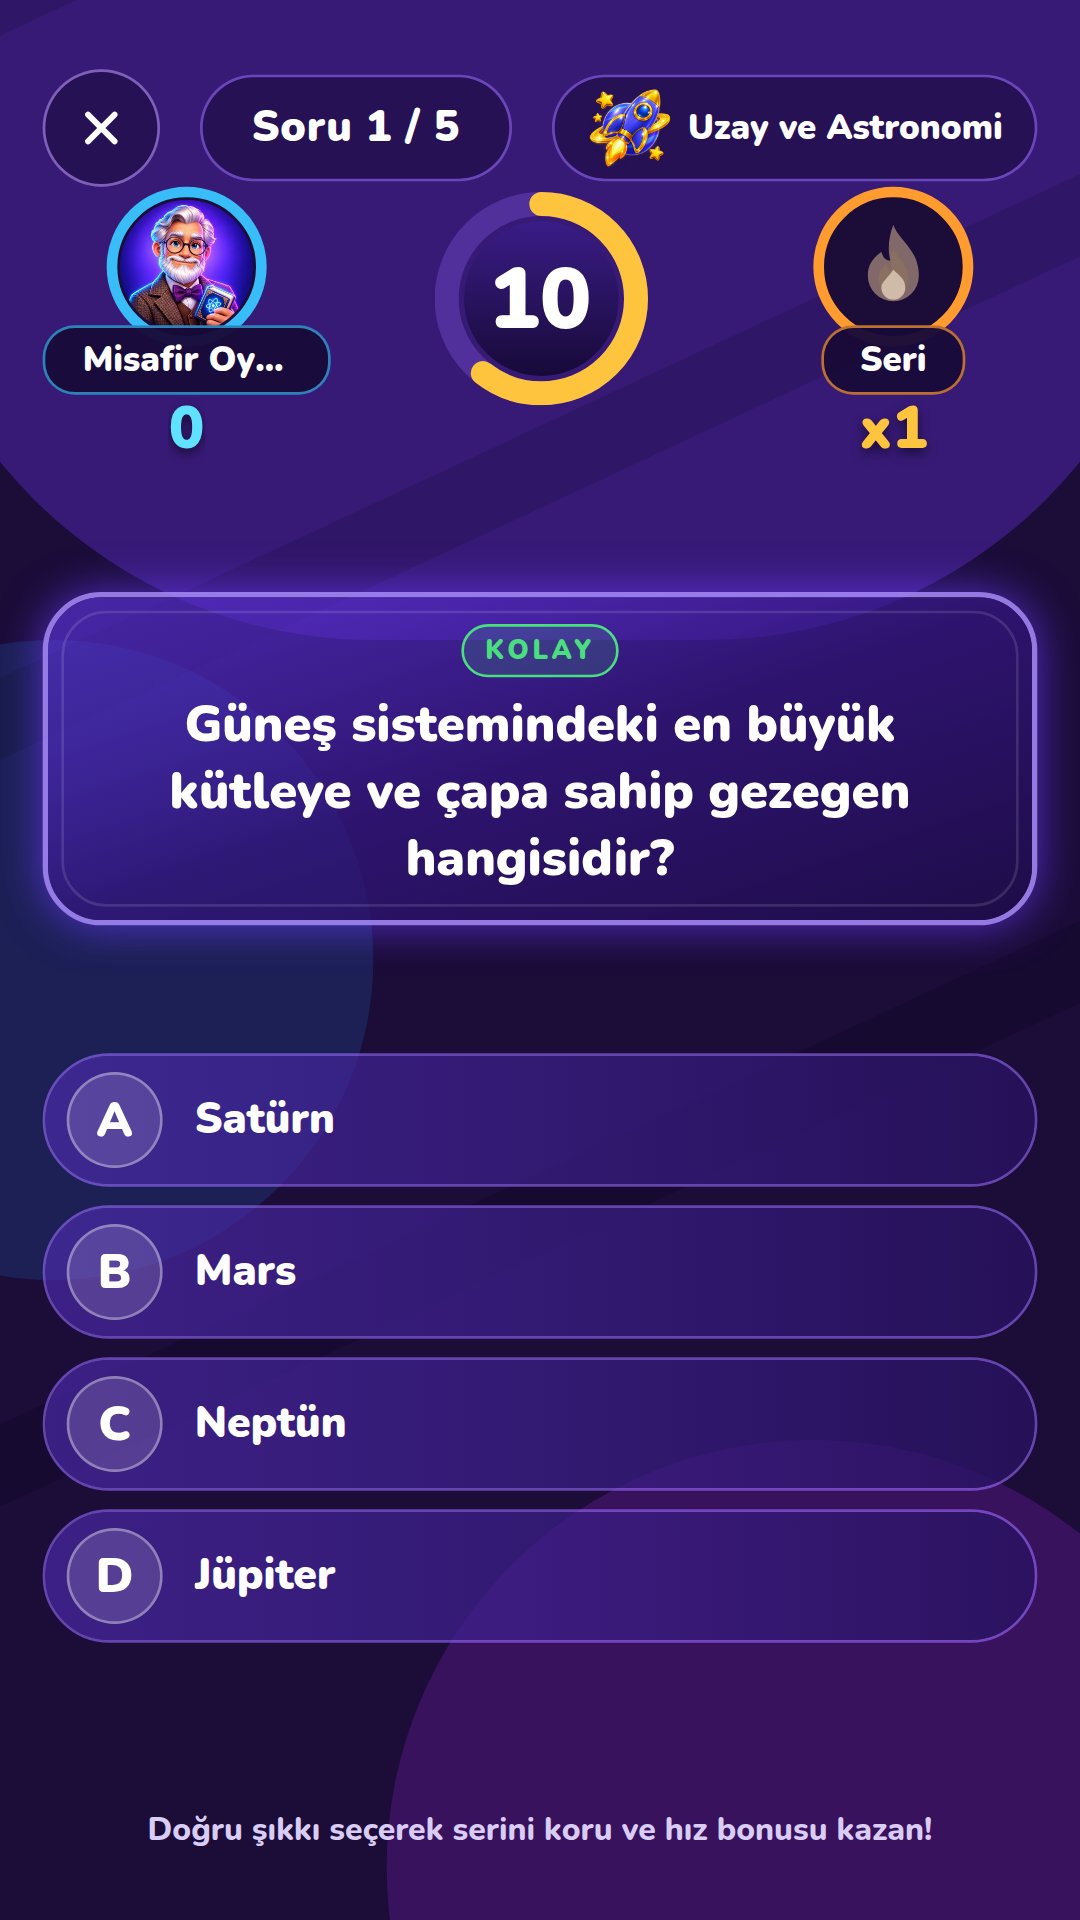 Soru 1 / 5
Uzay ve Astronomi
10
Misafir Oy...
0
Seri
x1
KOLAY
Güneş sistemindeki en büyük
kütleye ve çapa sahip gezegen
hangisidir?
A Satürn
B Mars
C Neptün
D Jüpiter
Doğru şıkkı seçerek serini koru ve hız bonusu kazan!